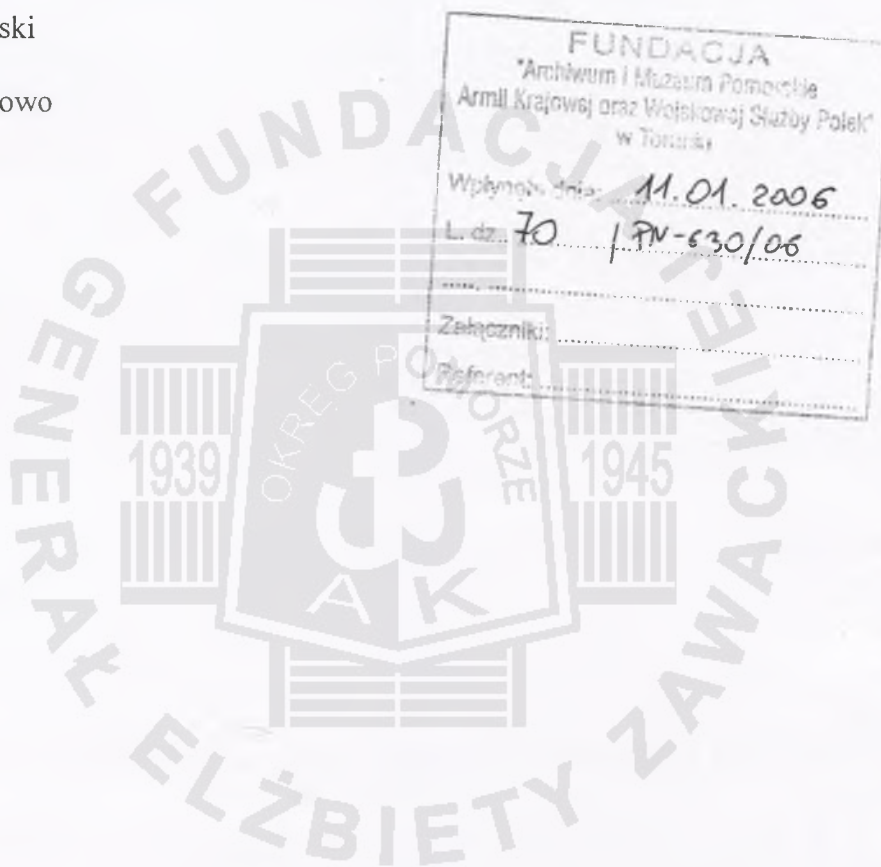 ski
owo
FUNDACJA
"Archiwum i Muzeum Pomorskie
Armii Krajowej oraz Wojskowej Służby Polek"
w Toruniu
Wpłynęło dnia: 11.01.2006
L. dz. 70 / PN-630/06
Załączniki:
Referent:
FUNDACJA
GENERAŁ ELŻBIETY ZAWACKIEJ
OKRĘG POMORZE
1939
1945
AK